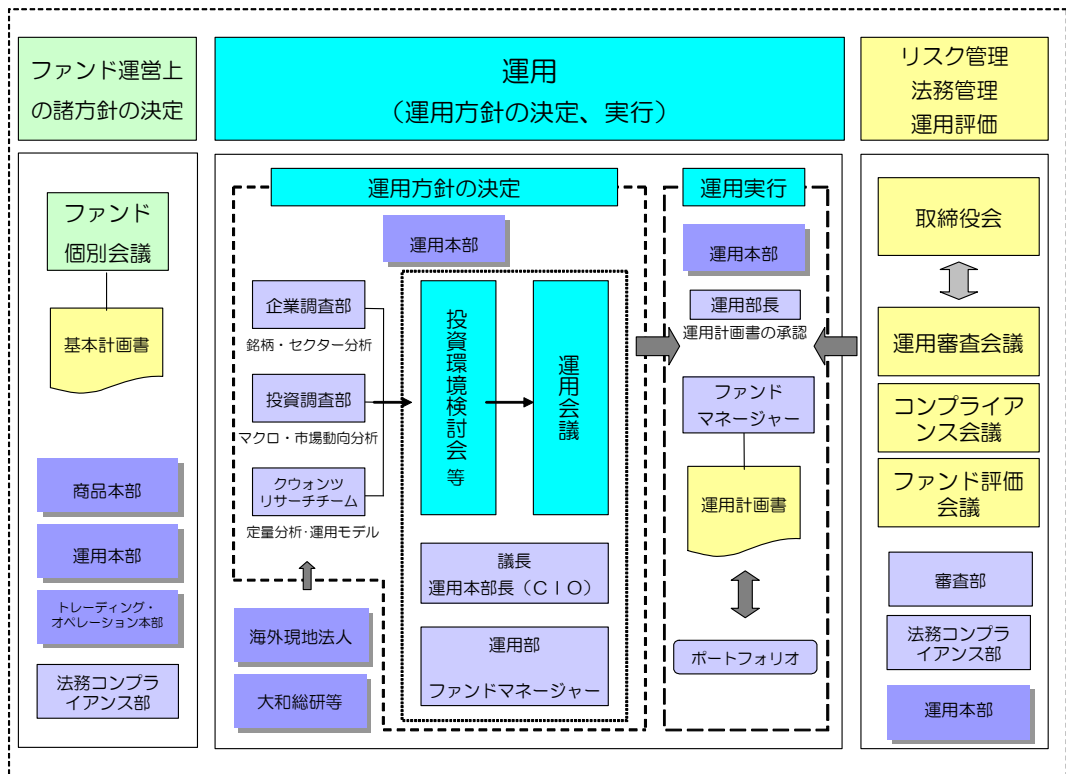 ファンド運営上
の諸方針の決定
運用
（運用方針の決定、実行）
リスク管理
法務管理
運用評価
ファンド
個別会議
基本計画書
商品本部
運用本部
トレーディング・
オペレーション本部
法務コンプラ
イアンス部
運用方針の決定
運用本部
企業調査部
銘柄・セクター分析
投資調査部
マクロ・市場動向分析
クウォンツ
リサーチチーム
定量分析・運用モデル
海外現地法人
大和総研等
投資環境検討会等
運用会議
議長
運用本部長（ＣＩＯ）
運用部
ファンドマネージャー
運用実行
運用本部
運用部長
運用計画書の承認
ファンド
マネージャー
運用計画書
ポートフォリオ
取締役会
運用審査会議
コンプライア
ンス会議
ファンド評価
会議
審査部
法務コンプラ
イアンス部
運用本部